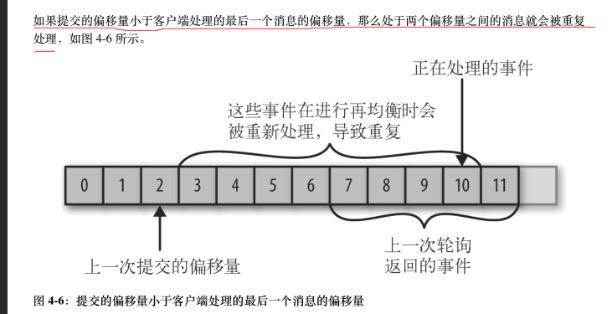 如果提交的偏移量小于客户端处理的最后一个消息的偏移量，那么处于两个偏移量之间的消息就会被重复
处理，如图 4-6 所示。
正在处理的事件
这些事件在进行再均衡时会
被重新处理，导致重复
0 1 2 3 4 5 6 7 8 9 10 11
上一次提交的偏移量
上一次轮询
返回的事件
图 4-6：提交的偏移量小于客户端处理的最后一个消息的偏移量